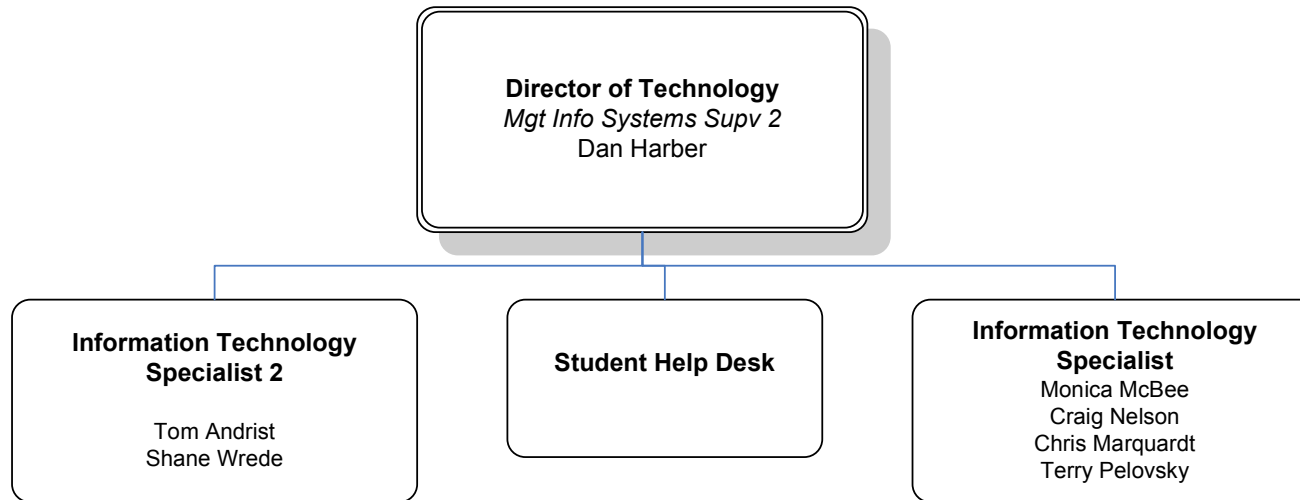 Director of Technology
Mgt Info Systems Supv 2
Dan Harber
Information Technology
Specialist 2
Tom Andrist
Shane Wrede
Student Help Desk
Information Technology
Specialist
Monica McBee
Craig Nelson
Chris Marquardt
Terry Pelovsky